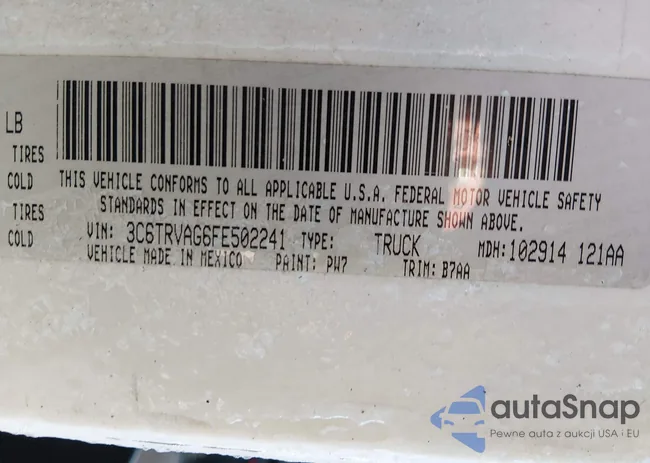 LB
TIRES
COLD
THIS VEHICLE CONFORMS TO ALL APPLICABLE U.S.A. FEDERAL MOTOR VEHICLE SAFETY
TIRES
STANDARDS IN EFFECT ON THE DATE OF MANUFACTURE SHOWN ABOVE.
COLD
VIN: 3C6TRVAG6FE502241 TYPE: TRUCK MDH:102914 121AA
VEHICLE MADE IN MEXICO PAINT: PW7 TRIM: B7AA
autaSnap
Pewne auta z aukcji USA i EU